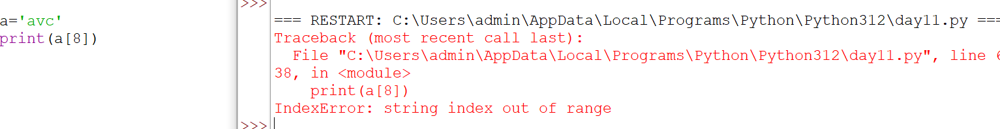 a='avc'
print(a[8])
>>>
=== RESTART: C:\Users\admin\AppData\Local\Programs\Python\Python312\day11.py ===
Traceback (most recent call last):
  File "C:\Users\admin\AppData\Local\Programs\Python\Python312\day11.py", line 6
38, in <module>
    print(a[8])
IndexError: string index out of range
>>>